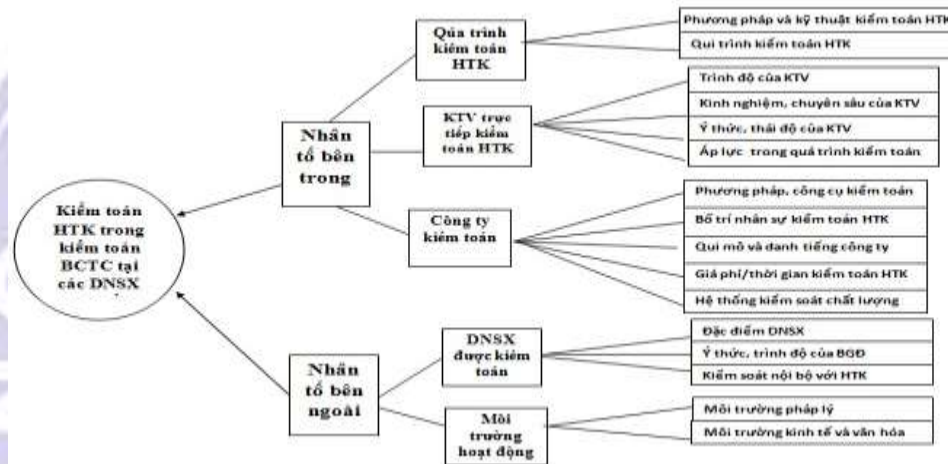 Kiểm toán
HTK trong
kiểm toán
BCTC tại
các DNSX
Nhân
tố bên
trong
Qúa trình
kiểm toán
HTK
Phương pháp và kỹ thuật kiểm toán HTK
Qui trình kiểm toán HTK
KTV trực
tiếp kiểm
toán HTK
Trình độ của KTV
Kinh nghiệm, chuyên sâu của KTV
Ý thức, thái độ của KTV
Áp lực trong quá trình kiểm toán
Công ty
kiểm toán
Phương pháp, công cụ kiểm toán
Bố trí nhân sự kiểm toán HTK
Qui mô và danh tiếng công ty
Giá phí/thời gian kiểm toán HTK
Hệ thống kiểm soát chất lượng
Nhân
tố bên
ngoài
DNSX
được kiểm
toán
Đặc điểm DNSX
Ý thức, trình độ của BGĐ
Kiểm soát nội bộ với HTK
Môi
trường
hoạt động
Môi trường pháp lý
Môi trường kinh tế và văn hóa